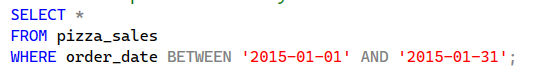 SELECT *
FROM pizza_sales
WHERE order_date BETWEEN '2015-01-01' AND '2015-01-31';